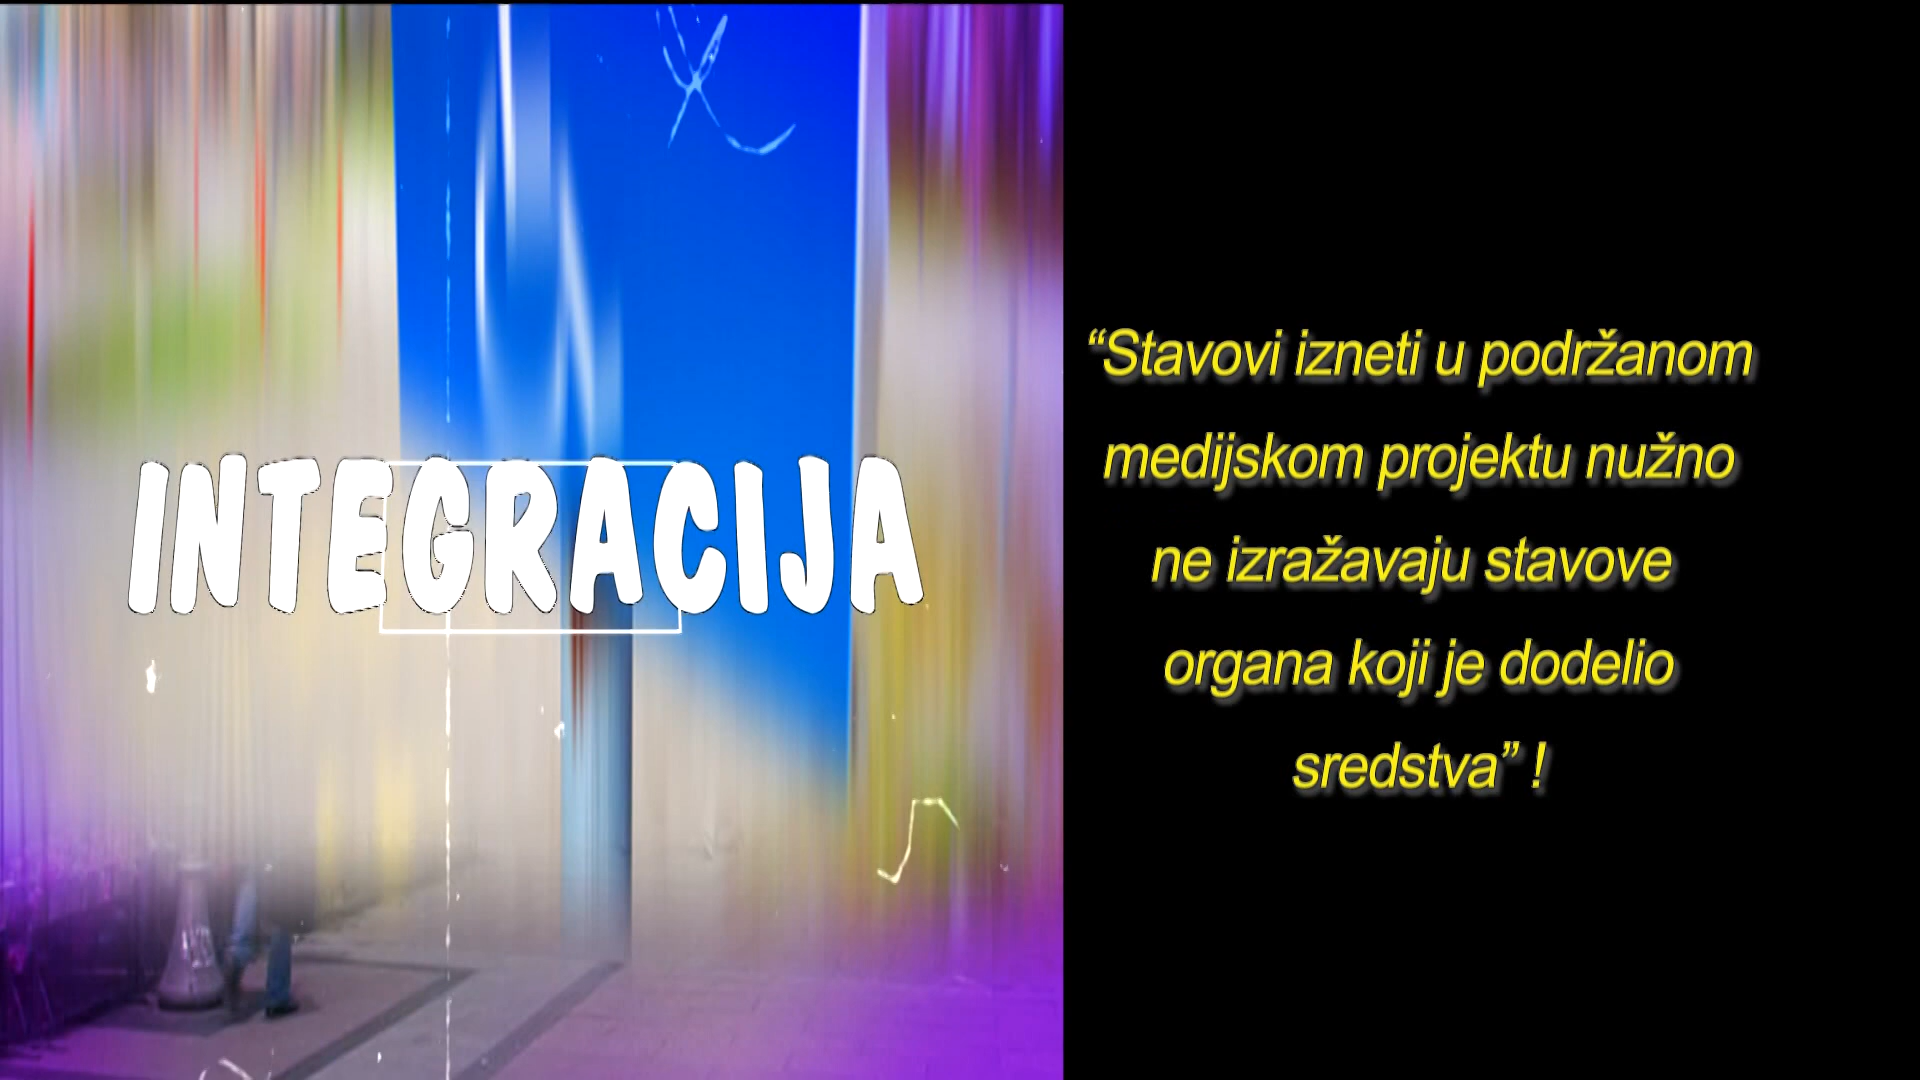 INTEGRACIJA
“Stavovi izneti u podržanom
medijskom projektu nužno
ne izražavaju stavove
organa koji je dodelio
sredstva” !